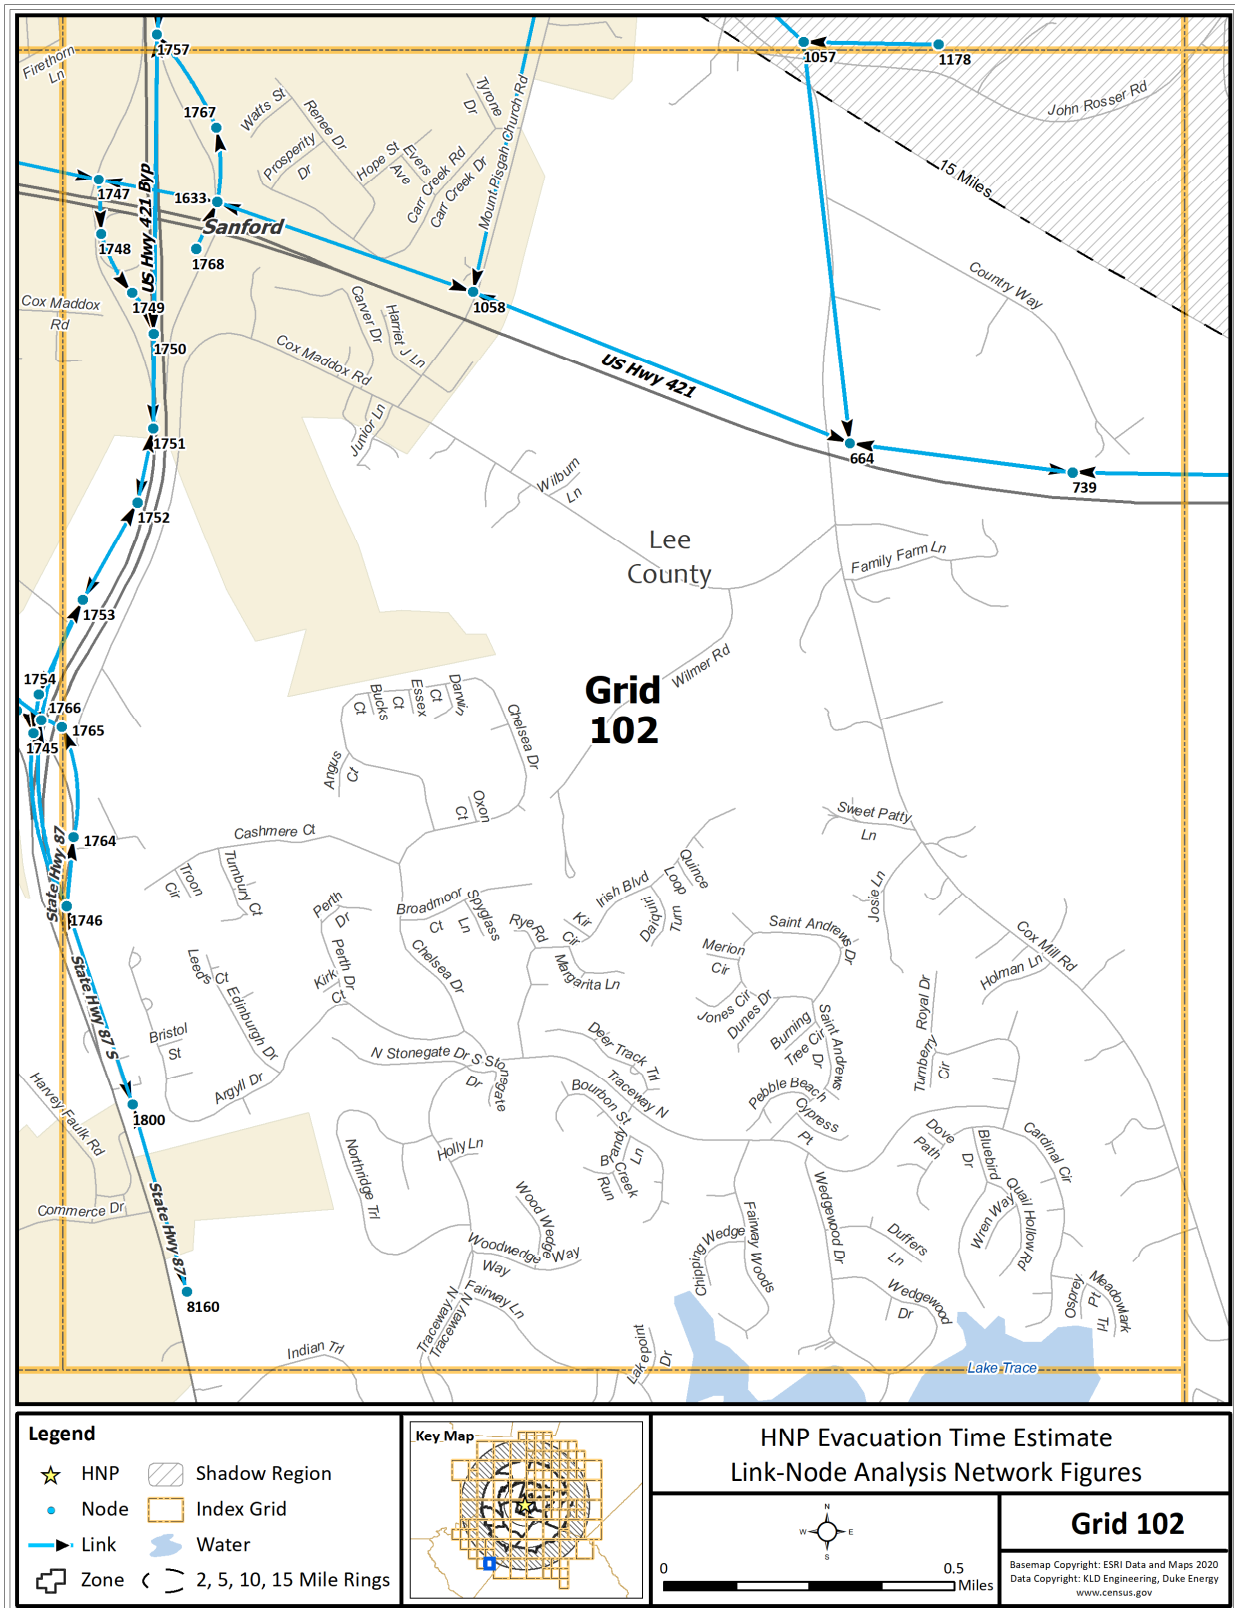 1757
1057
1178
Firethorn
Ln
John Rosser Rd
1767
Watts St
Renee Dr
Tyrone
Dr
Prosperity
Dr
Hope St
Evers
Ave
Carr Creek Rd
Carr Creek Dr
Mount Pisgah Church Rd
15 Miles
1747
US Hwy 421 Byp
1633
Sanford
1748
1768
Country Way
1749
1058
Cox Maddox
Rd
Carver Dr
Harriet J Ln
1750
Cox Maddox Rd
US Hwy 421
Junior Ln
1751
664
739
Wilburn
Ln
1752
Lee
County
Family Farm Ln
1753
Wilmer Rd
1754
Grid
102
1766
1765
1745
Bucks
Ct
Essex
Ct
Darwin
Ct
Chelsea Dr
Angus
Ct
Oxon
Ct
Sweet Patty
Ln
Cashmere Ct
1764
State Hwy 87
Troon
Cir
Turnbury Ct
Quince
Loop
Irish Blvd
Daiquiri
Turn
Josie Ln
Perth
Dr
Broadmoor
Ct
Spyglass
Ln
Rye Rd
Kir
Cir
1746
Saint Andrews
Dr
Merion
Cir
Cox Mill Rd
Holman Ln
State Hwy 87 S
Leeds Ct
Perth Dr
Kirk
Ct
Chelsea Dr
Margarita Ln
Edinburgh Dr
Jones Cir
Dunes Dr
Burning
Tree Cir
Saint Andrews
Dr
Royal Dr
Turnberry
Cir
Bristol
St
N Stonegate Dr
S Stonegate
Dr
Deer Track Trl
Argyll Dr
Bourbon St
Traceway N
Pebble Beach
Cypress
Pt
Harvey Faulk Rd
1800
Northridge Trl
Holly Ln
Brandy
Creek
Ln
Run
Dove
Path
Bluebird
Dr
Cardinal Cir
State Hwy 87
Commerce Dr
Wood Wedge
Way
Woodwedge
Way
Fairway Ln
Chipping Wedge
Fairway Woods
Wedgewood Dr
Duffers
Ln
Wren Way
Quail Hollow Rd
8160
Wedgewood
Dr
Osprey
Pt
Meadowlark
Trl
Traceway N
Traceway N
Indian Trl
Lakepoint
Dr
Lake Trace
Legend
HNP
Shadow Region
Node
Index Grid
Link
Water
Zone
2, 5, 10, 15 Mile Rings
Key Map
HNP Evacuation Time Estimate
Link-Node Analysis Network Figures
N
W
E
S
0
0.5
Miles
Grid 102
Basemap Copyright: ESRI Data and Maps 2020
Data Copyright: KLD Engineering, Duke Energy
www.census.gov